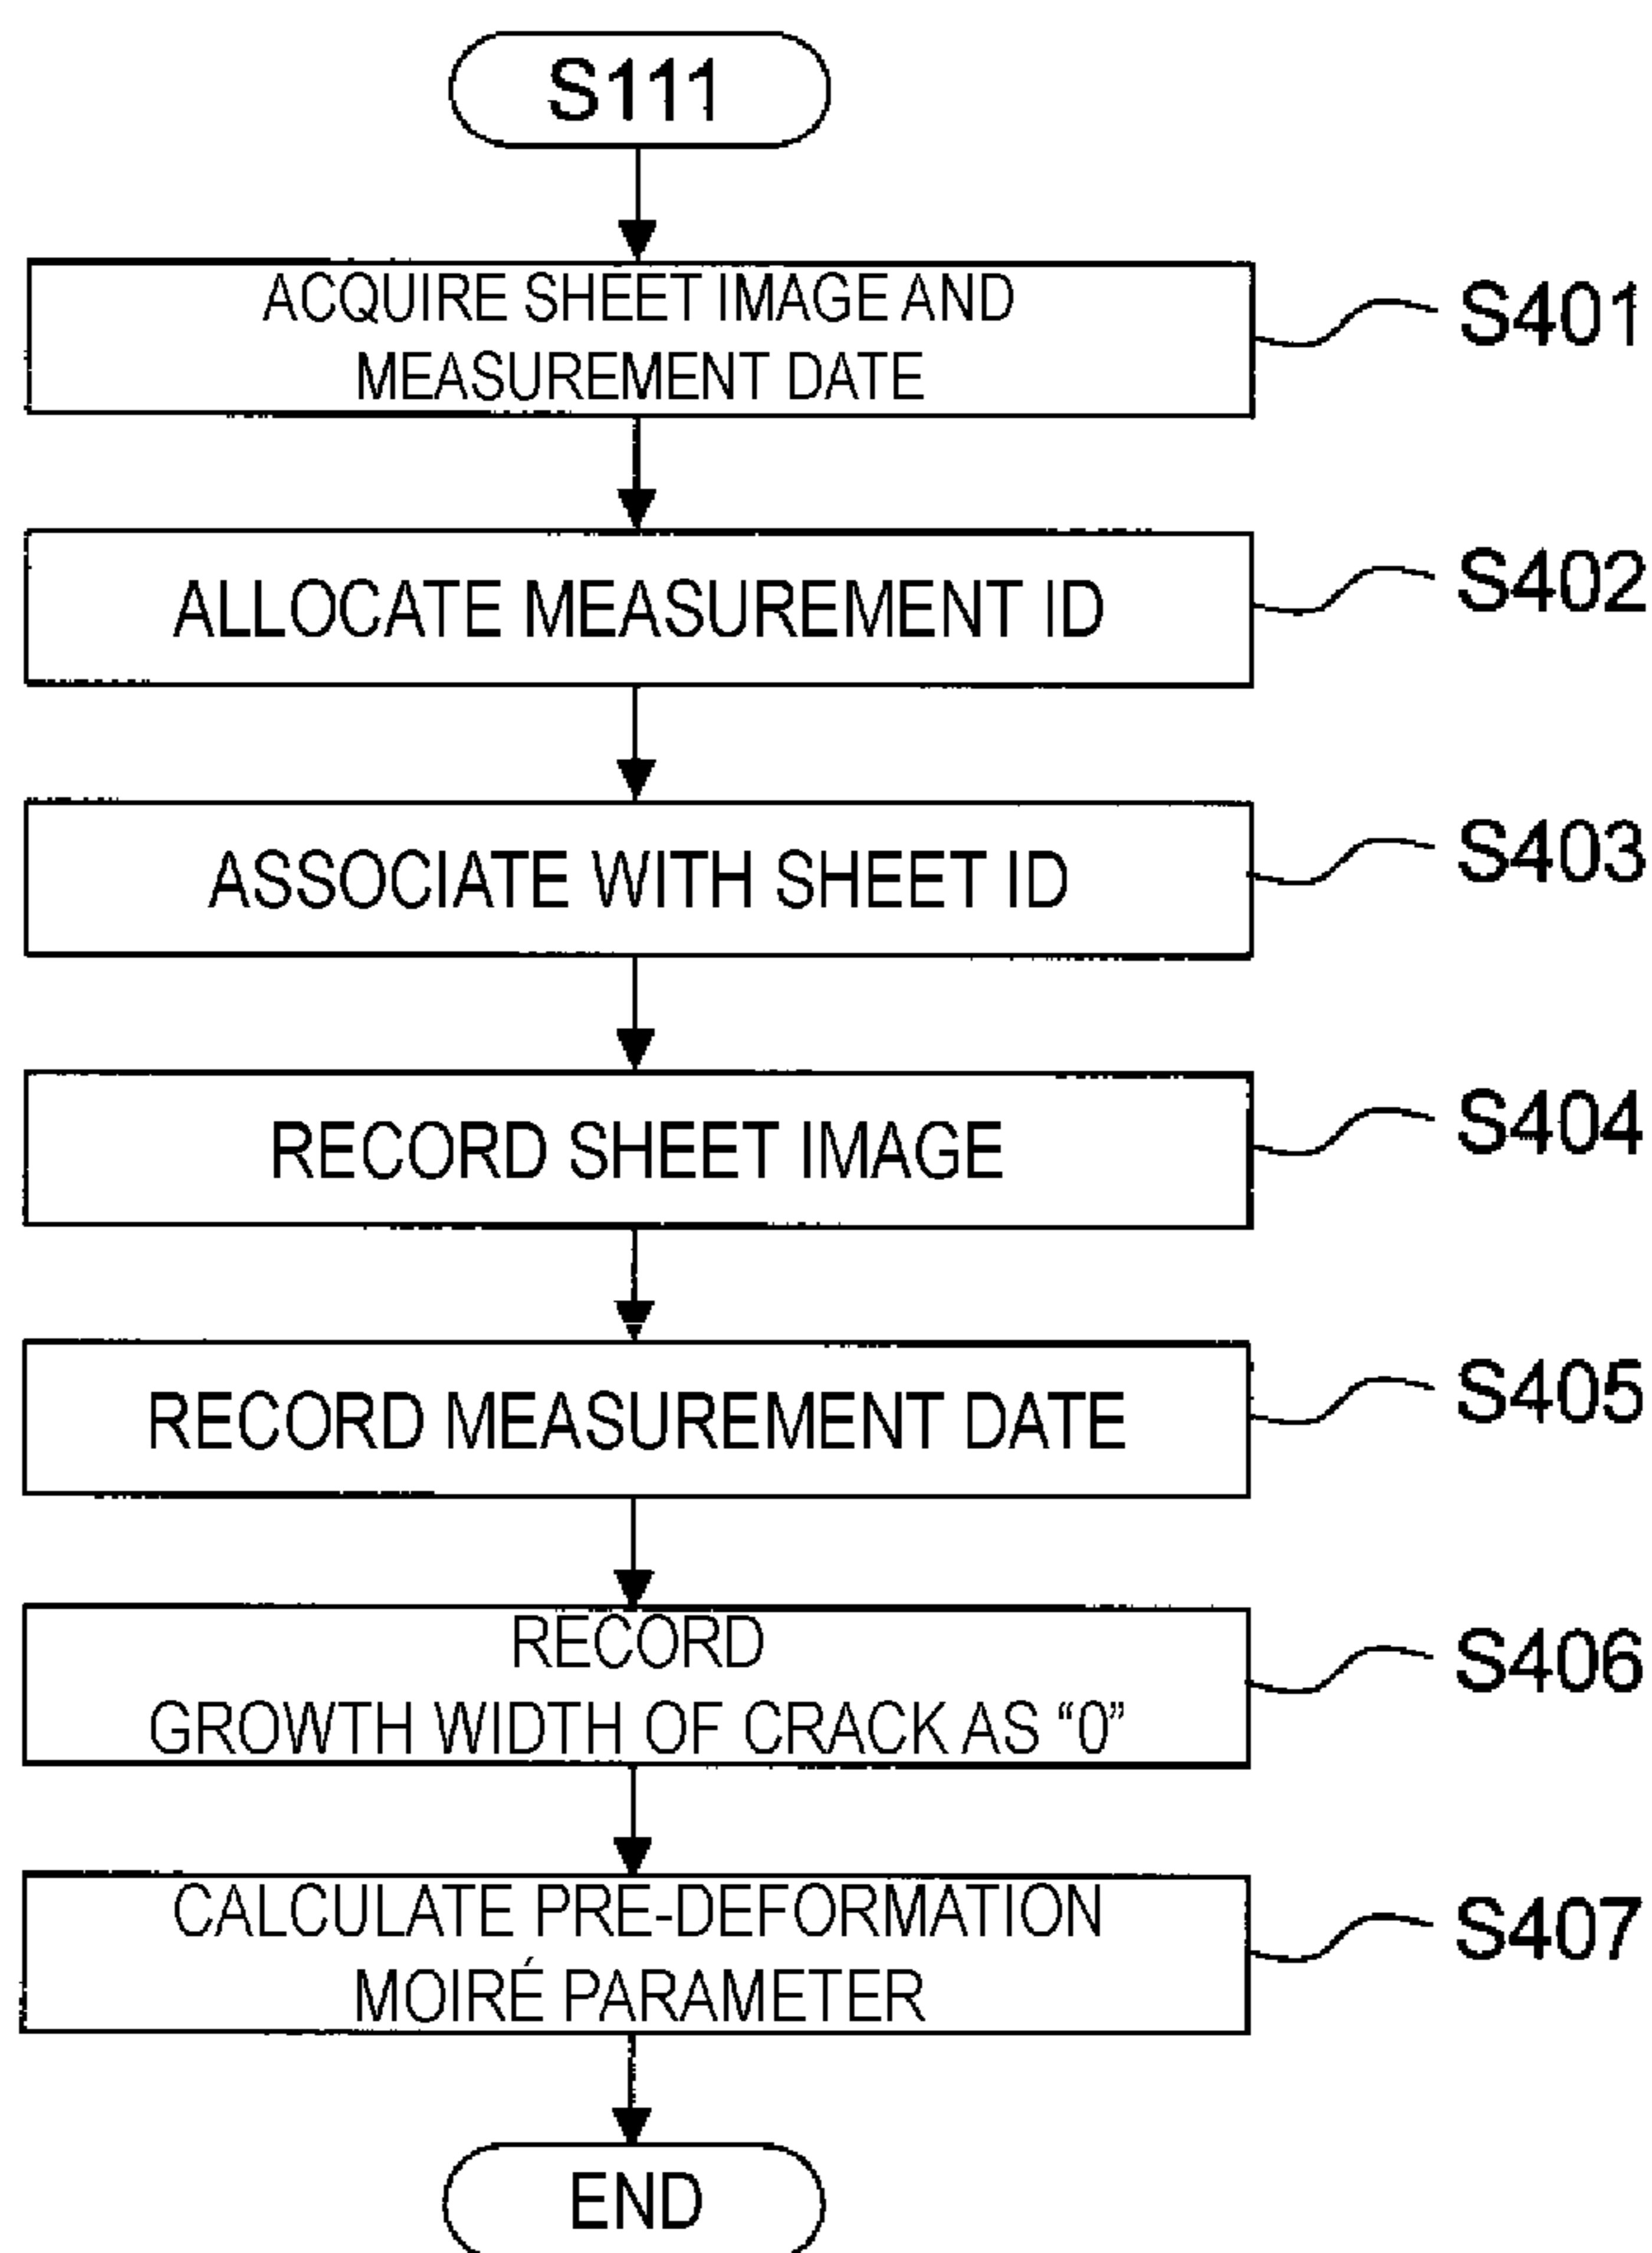 S111
ACQUIRE SHEET IMAGE AND
MEASUREMENT DATE
S401
ALLOCATE MEASUREMENT ID
S402
ASSOCIATE WITH SHEET ID
S403
RECORD SHEET IMAGE
S404
RECORD MEASUREMENT DATE
S405
RECORD
GROWTH WIDTH OF CRACK AS “0”
S406
CALCULATE PRE-DEFORMATION
MOIRÉ PARAMETER
S407
END